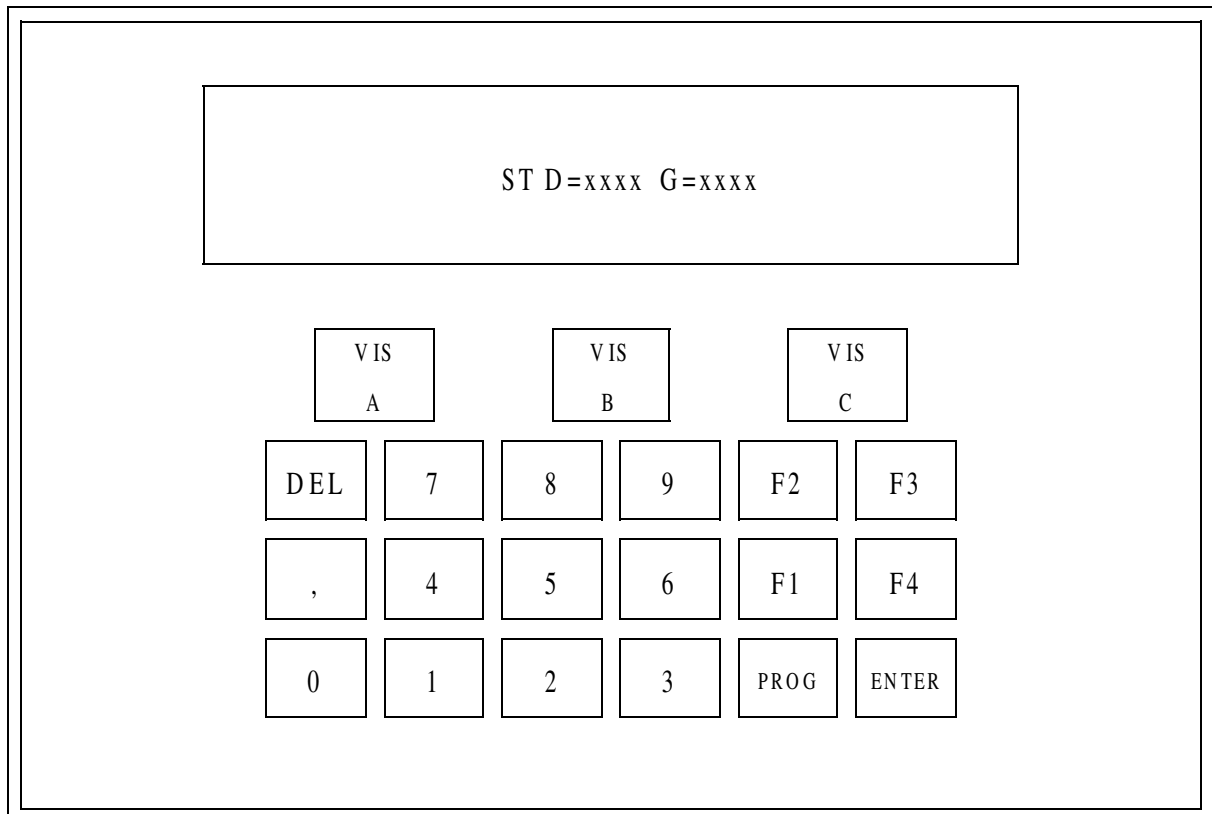 ST D=xxxx G=xxxx
VIS VIS VIS
A B C
DEL 7 8 9 F2 F3
, 4 5 6 F1 F4
0 1 2 3 PROG ENTER